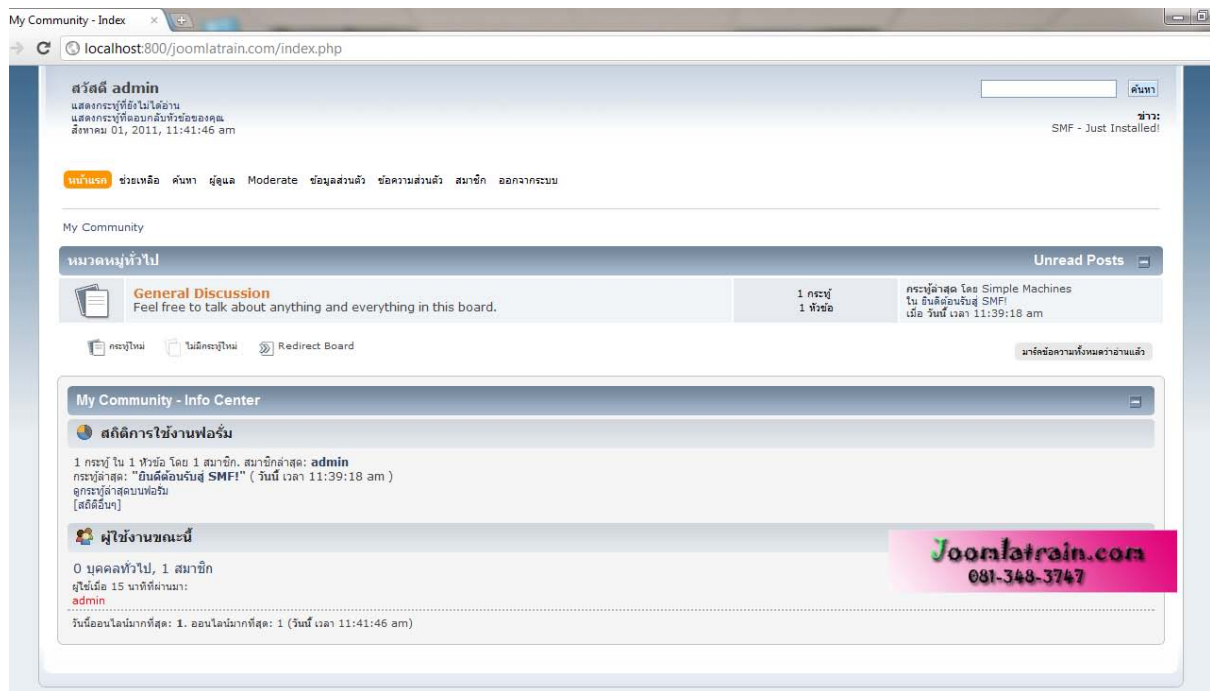 My Community - Index
localhost:800/joomlatrain.com/index.php
สวัสดี admin
แสดงกระทู้ที่ยังไม่ได้อ่าน
แสดงกระทู้ที่ตอบกลับหัวข้อของคุณ
สิงหาคม 01, 2011, 11:41:46 am
ค้นหา
ข่าว:
SMF - Just Installed!
หน้าแรก ช่วยเหลือ ค้นหา ผู้ดูแล Moderate ข้อมูลส่วนตัว ข้อความส่วนตัว สมาชิก ออกจากระบบ
My Community
หมวดหมู่ทั่วไป
Unread Posts
General Discussion
Feel free to talk about anything and everything in this board.
1 กระทู้
1 หัวข้อ
กระทู้ล่าสุด โดย Simple Machines
ใน ยินดีต้อนรับสู่ SMF!
เมื่อ วันนี้ เวลา 11:39:18 am
กระทู้ใหม่ ไม่มีกระทู้ใหม่ Redirect Board
มาร์คข้อความทั้งหมดว่าอ่านแล้ว
My Community - Info Center
สถิติการใช้งานฟอรั่ม
1 กระทู้ ใน 1 หัวข้อ โดย 1 สมาชิก. สมาชิกล่าสุด: admin
กระทู้ล่าสุด: "ยินดีต้อนรับสู่ SMF!" ( วันนี้ เวลา 11:39:18 am )
ดูกระทู้ล่าสุดบนฟอรั่ม
[สถิติอื่นๆ]
ผู้ใช้งานขณะนี้
0 บุคคลทั่วไป, 1 สมาชิก
ผู้ใช้เมื่อ 15 นาทีที่ผ่านมา:
admin
วันนี้ออนไลน์มากที่สุด: 1. ออนไลน์มากที่สุด: 1 (วันนี้ เวลา 11:41:46 am)
Joomlatrain.com
081-348-3747